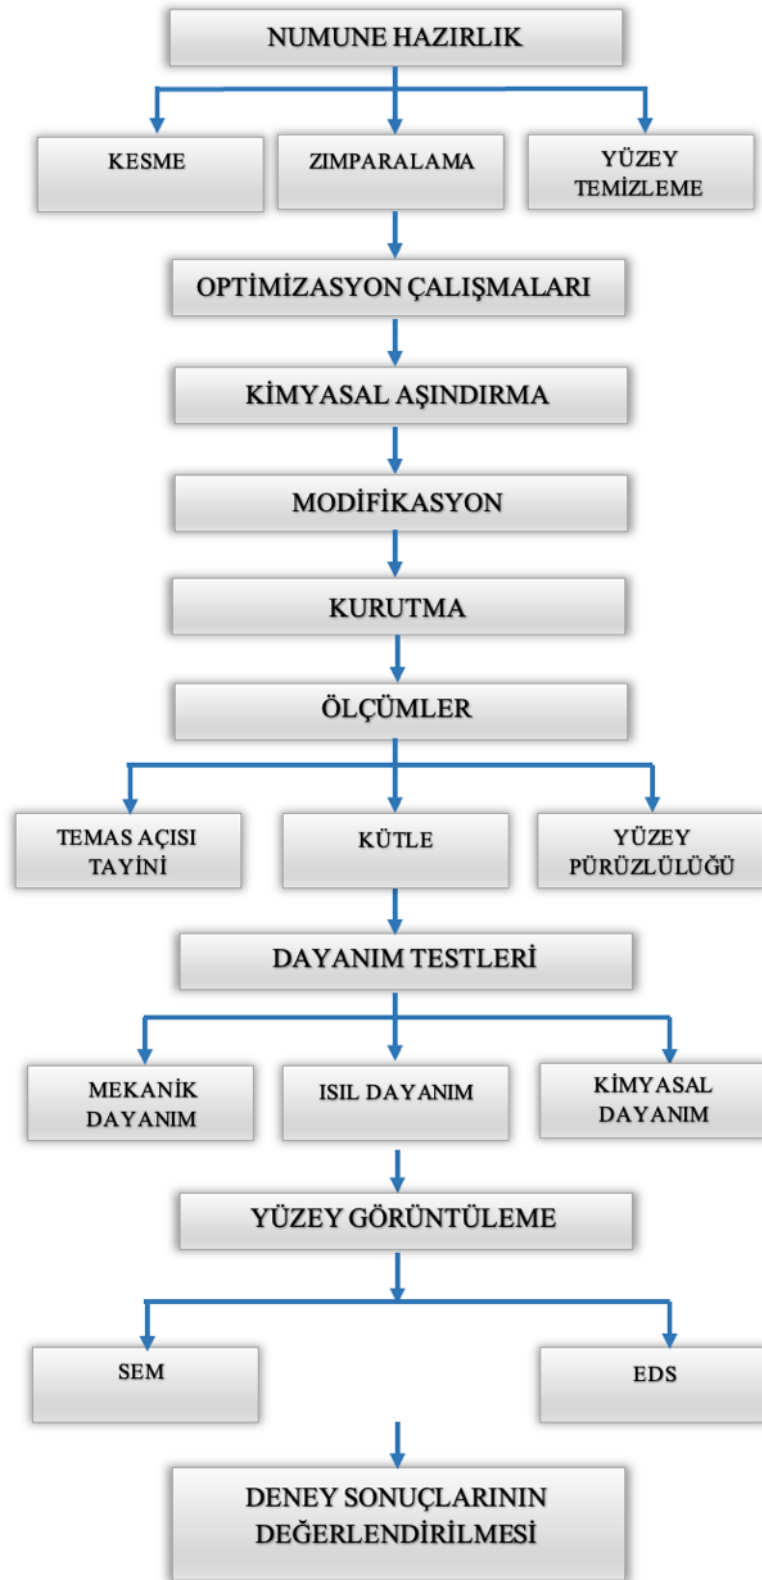 NUMUNE HAZIRLIK
KESME
ZIMPARALAMA
YÜZEY
TEMİZLEME
OPTİMİZASYON ÇALIŞMALARI
KİMYASAL AŞINDIRMA
MODİFİKASYON
KURUTMA
ÖLÇÜMLER
TEMAS AÇISI
TAYİNİ
KÜTLE
YÜZEY
PÜRÜZLÜLÜĞÜ
DAYANIM TESTLERİ
MEKANİK
DAYANIM
ISIL DAYANIM
KİMYASAL
DAYANIM
YÜZEY GÖRÜNTÜLEME
SEM
EDS
DENEY SONUÇLARININ
DEĞERLENDİRİLMESİ